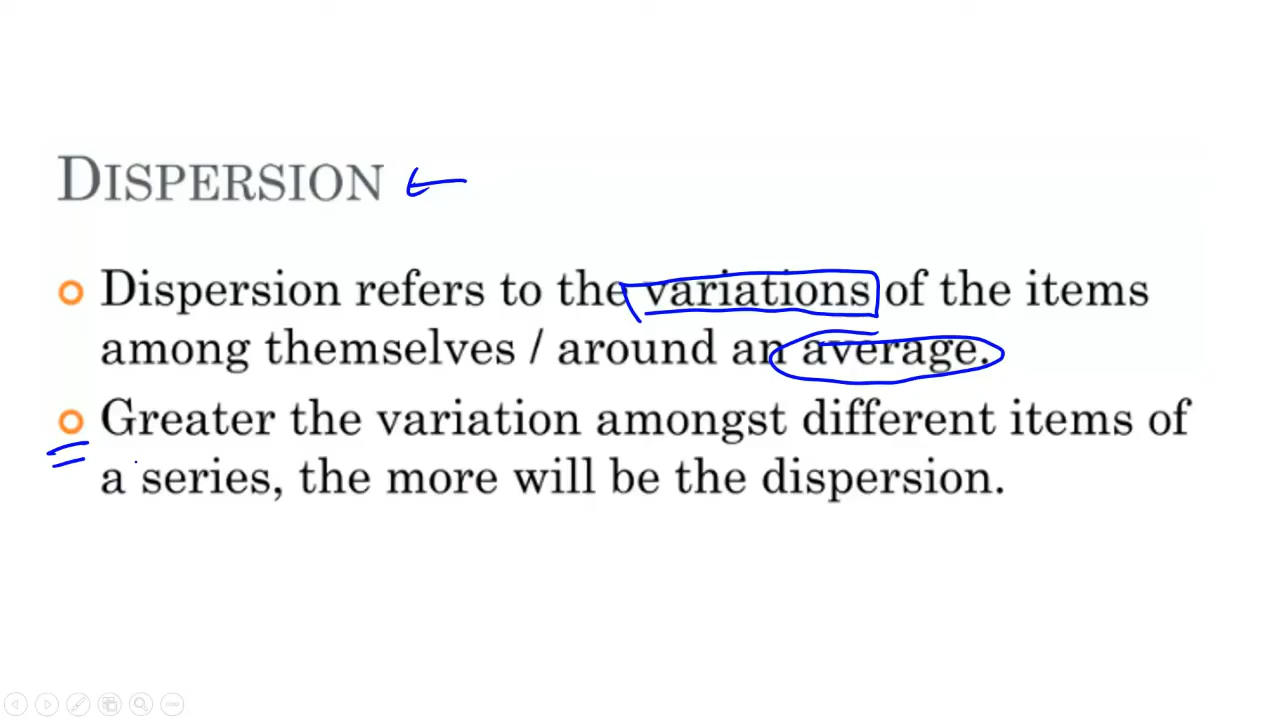 DISPERSION
Dispersion refers to the variations of the items
among themselves / around an average.
Greater the variation amongst different items of
a series, the more will be the dispersion.